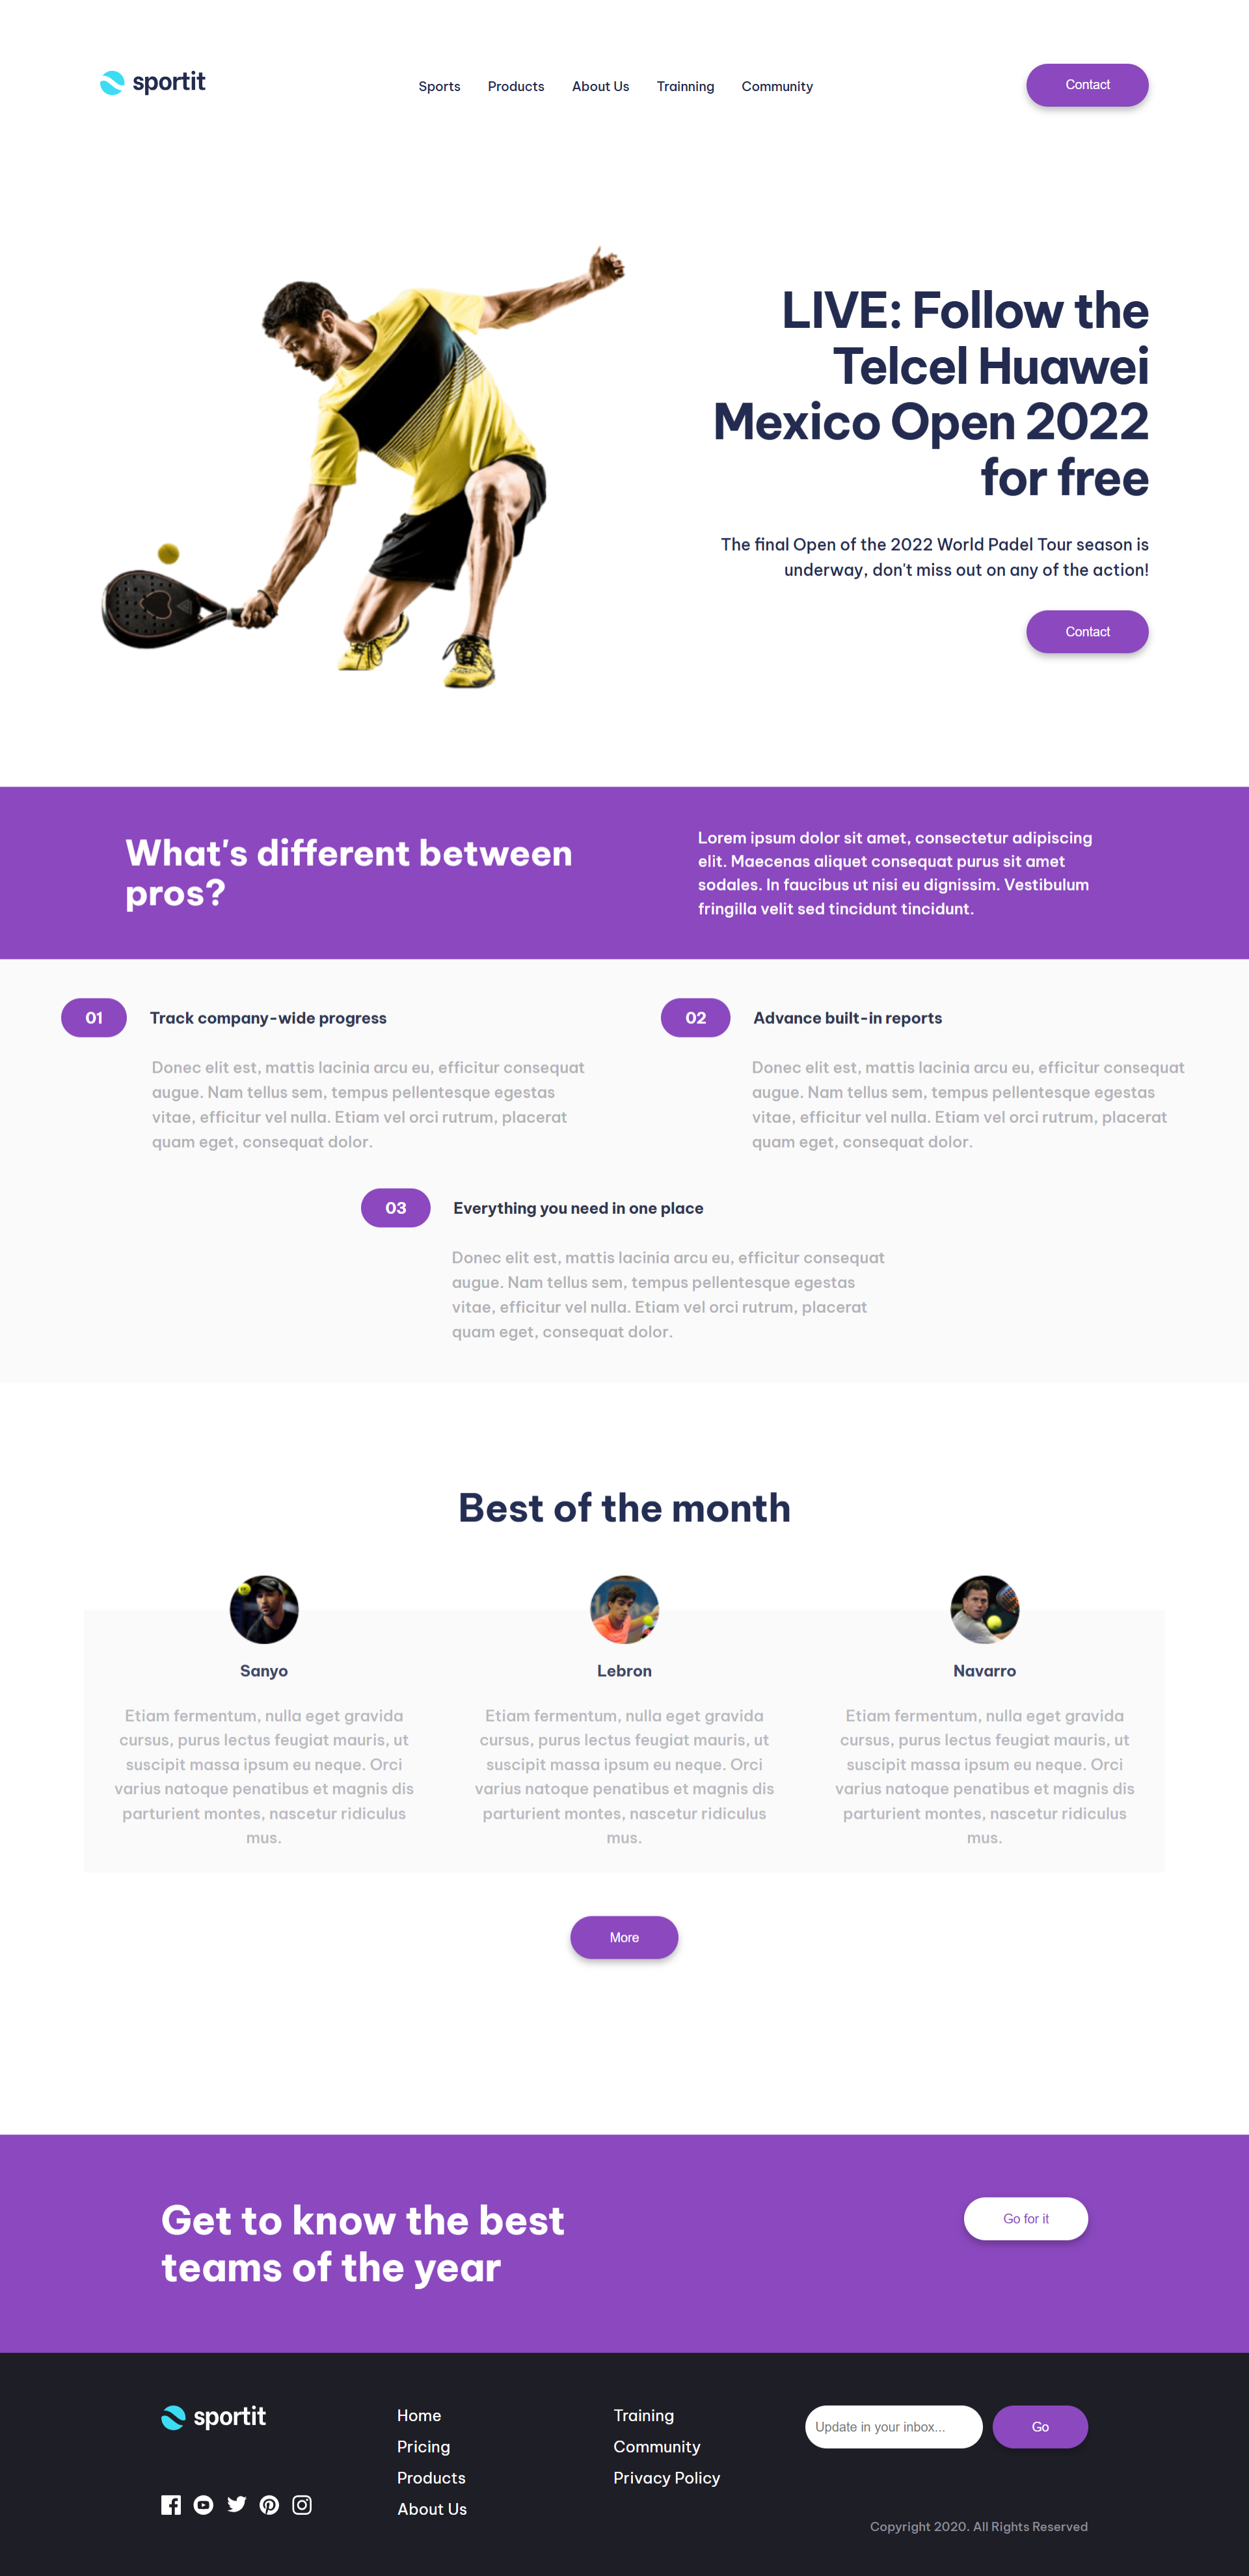 sportit
Sports Products About Us Trainning Community
Contact
LIVE: Follow the
Telcel Huawei
Mexico Open 2022
for free
The final Open of the 2022 World Padel Tour season is
underway, don't miss out on any of the action!
Contact
What's different between
pros?
Lorem ipsum dolor sit amet, consectetur adipiscing
elit. Maecenas aliquet consequat purus sit amet
sodales. In faucibus ut nisi eu dignissim. Vestibulum
fringilla velit sed tincidunt tincidunt.
01 Track company-wide progress
Donec elit est, mattis lacinia arcu eu, efficitur consequat
augue. Nam tellus sem, tempus pellentesque egestas
vitae, efficitur vel nulla. Etiam vel orci rutrum, placerat
quam eget, consequat dolor.
02 Advance built-in reports
Donec elit est, mattis lacinia arcu eu, efficitur consequat
augue. Nam tellus sem, tempus pellentesque egestas
vitae, efficitur vel nulla. Etiam vel orci rutrum, placerat
quam eget, consequat dolor.
03 Everything you need in one place
Donec elit est, mattis lacinia arcu eu, efficitur consequat
augue. Nam tellus sem, tempus pellentesque egestas
vitae, efficitur vel nulla. Etiam vel orci rutrum, placerat
quam eget, consequat dolor.
Best of the month
Sanyo
Etiam fermentum, nulla eget gravida
cursus, purus lectus feugiat mauris, ut
suscipit massa ipsum eu neque. Orci
varius natoque penatibus et magnis dis
parturient montes, nascetur ridiculus
mus.
Lebron
Etiam fermentum, nulla eget gravida
cursus, purus lectus feugiat mauris, ut
suscipit massa ipsum eu neque. Orci
varius natoque penatibus et magnis dis
parturient montes, nascetur ridiculus
mus.
Navarro
Etiam fermentum, nulla eget gravida
cursus, purus lectus feugiat mauris, ut
suscipit massa ipsum eu neque. Orci
varius natoque penatibus et magnis dis
parturient montes, nascetur ridiculus
mus.
More
Get to know the best
teams of the year
Go for it
sportit
Home
Pricing
Products
About Us
Training
Community
Privacy Policy
Update in your inbox...
Go
Copyright 2020. All Rights Reserved